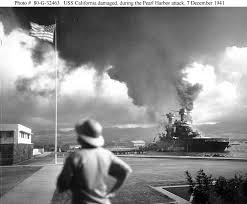 Photo # 80-G-32463 USS California damaged, during the Pearl Harbor attack, 7 December 1941